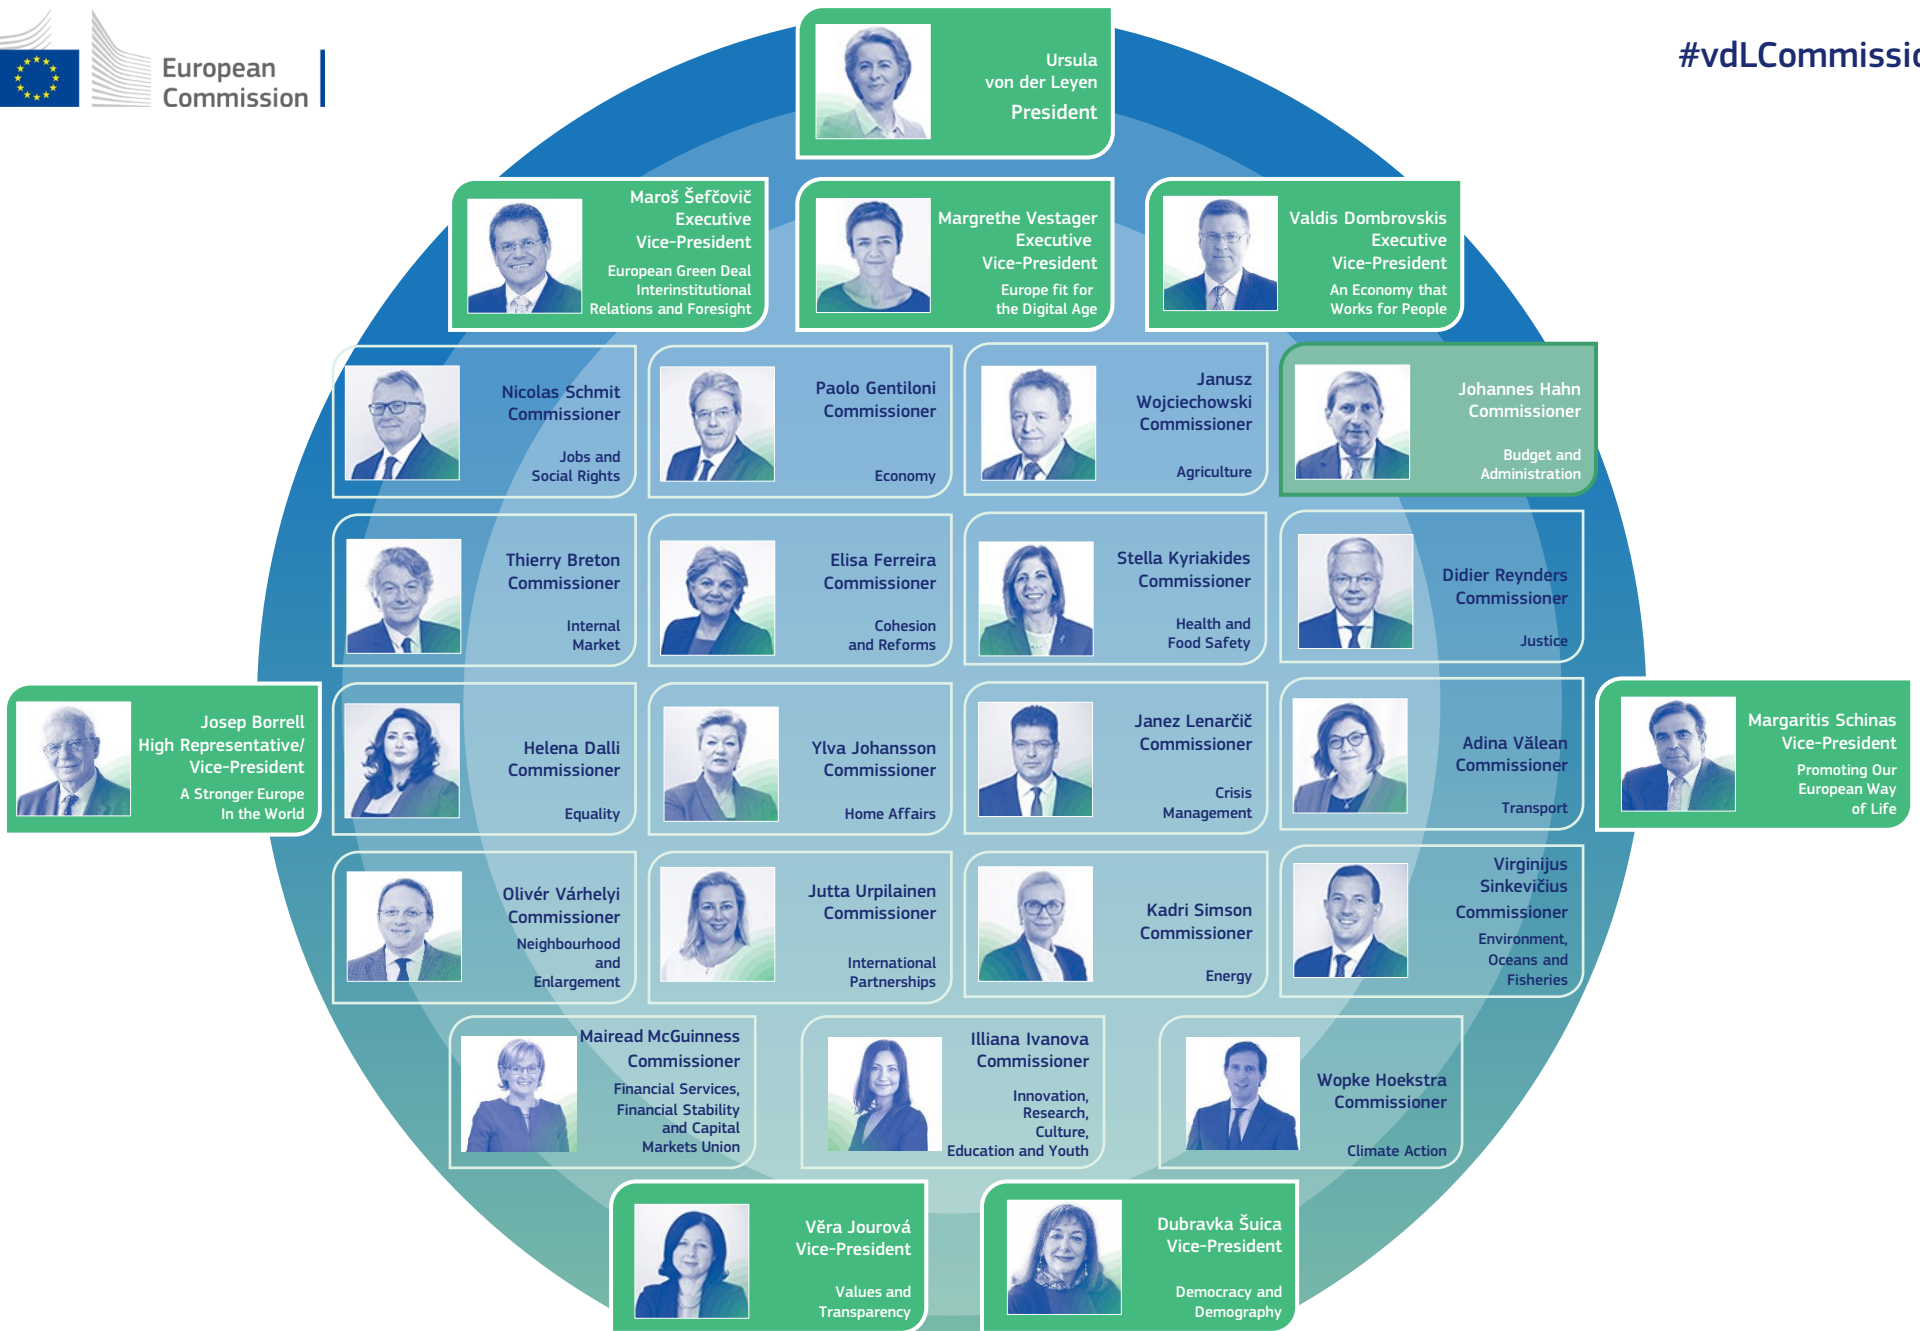 European
Commission
#vdLCommissio
Ursula
von der Leyen
President
Maroš Šefčovič
Executive
Vice-President
European Green Deal
Interinstitutional
Relations and Foresight
Margrethe Vestager
Executive
Vice-President
Europe fit for
the Digital Age
Valdis Dombrovskis
Executive
Vice-President
An Economy that
Works for People
Nicolas Schmit
Commissioner
Jobs and
Social Rights
Paolo Gentiloni
Commissioner
Economy
Janusz
Wojciechowski
Commissioner
Agriculture
Johannes Hahn
Commissioner
Budget and
Administration
Thierry Breton
Commissioner
Internal
Market
Elisa Ferreira
Commissioner
Cohesion
and Reforms
Stella Kyriakides
Commissioner
Health and
Food Safety
Didier Reynders
Commissioner
Justice
Josep Borrell
High Representative/
Vice-President
A Stronger Europe
In the World
Helena Dalli
Commissioner
Equality
Ylva Johansson
Commissioner
Home Affairs
Janez Lenarčič
Commissioner
Crisis
Management
Adina Vălean
Commissioner
Transport
Margaritis Schinas
Vice-President
Promoting Our
European Way
of Life
Olivér Várhelyi
Commissioner
Neighbourhood
and
Enlargement
Jutta Urpilainen
Commissioner
International
Partnerships
Kadri Simson
Commissioner
Energy
Virginijus
Sinkevičius
Commissioner
Environment,
Oceans and
Fisheries
Mairead McGuinness
Commissioner
Financial Services,
Financial Stability
and Capital
Markets Union
Illiana Ivanova
Commissioner
Innovation,
Research,
Culture,
Education and Youth
Wopke Hoekstra
Commissioner
Climate Action
Věra Jourová
Vice-President
Values and
Transparency
Dubravka Šuica
Vice-President
Democracy and
Demography